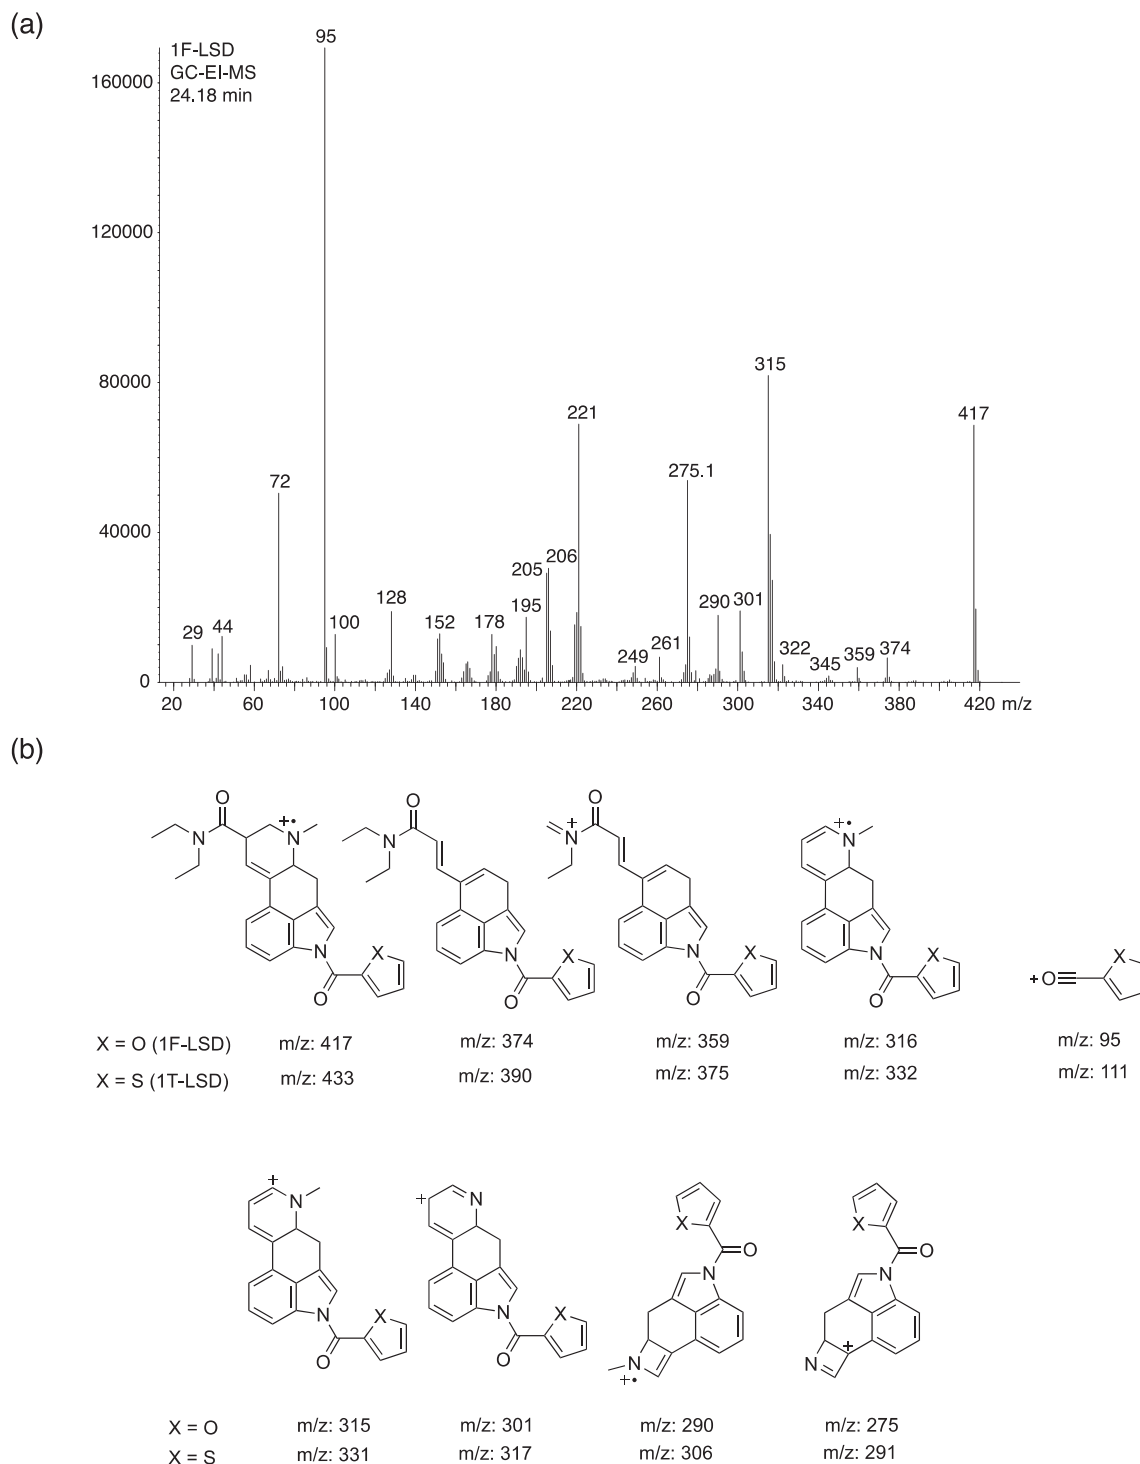 (a)
1F-LSD
GC-EI-MS
24.18 min
160000
120000
80000
40000
0
95
315
417
221
275.1
72
206
205
290
301
195
128
178
152
100
29
44
261
249
322
345
359
374
20
60
100
140
180
220
260
300
340
380
420
m/z
(b)
O
N
+•
N
N
O
X
O
N
N
O
X
O
N
+
N
O
X
+•
N
N
O
X
+
O
X
X = O (1F-LSD)
m/z: 417
m/z: 374
m/z: 359
m/z: 316
m/z: 95
X = S (1T-LSD)
m/z: 433
m/z: 390
m/z: 375
m/z: 332
m/z: 111
+
N
N
O
X
+
N
N
O
X
X
O
N
N
+•
X
O
N
N
+
X = O
m/z: 315
m/z: 301
m/z: 290
m/z: 275
X = S
m/z: 331
m/z: 317
m/z: 306
m/z: 291